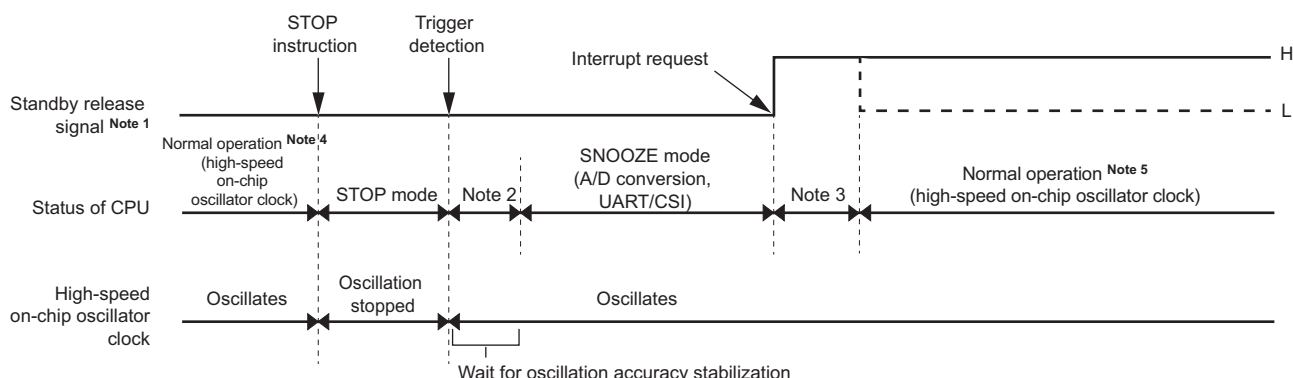 STOP
instruction
Trigger
detection
Interrupt request
H
L
Standby release
signal Note 1
Normal operation Note 4
(high-speed
on-chip
oscillator clock)
STOP mode
Note 2
SNOOZE mode
(A/D conversion,
UART/CSI)
Note 3
Normal operation Note 5
(high-speed on-chip oscillator clock)
Status of CPU
High-speed
on-chip oscillator
clock
Oscillates
Oscillation
stopped
Oscillates
Wait for oscillation accuracy stabilization